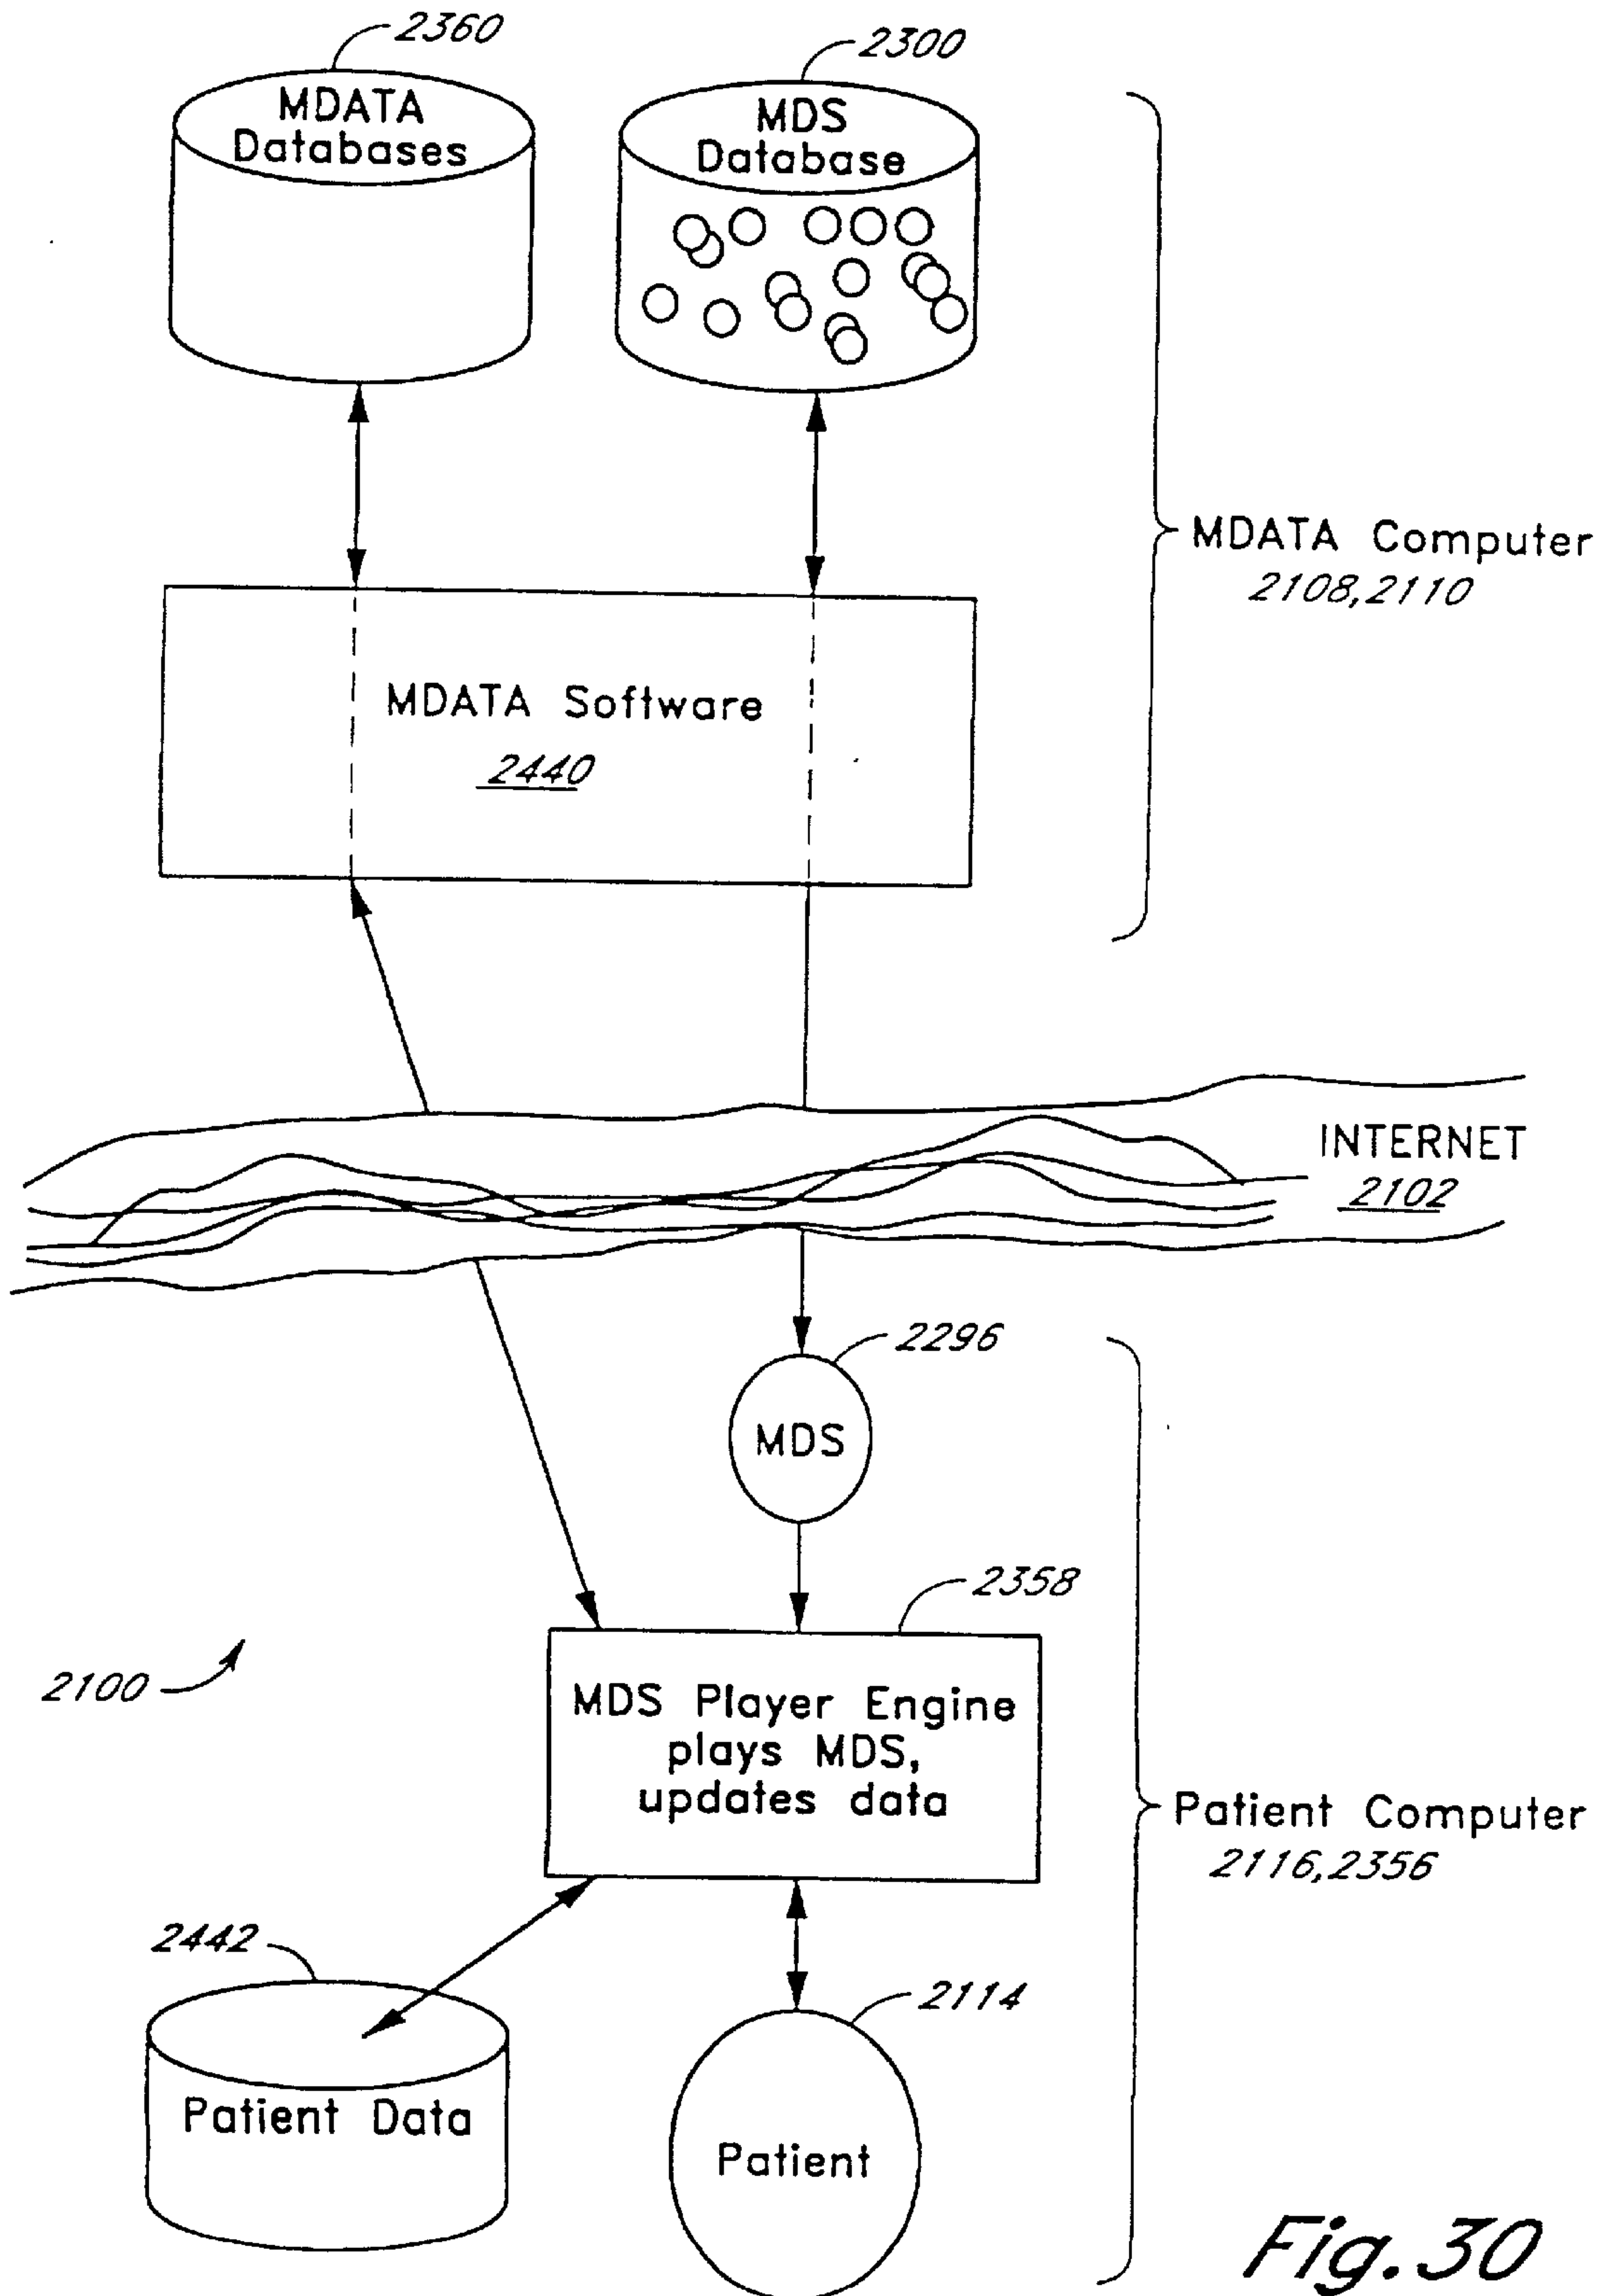 2360
2300
MDATA
Databases
MDS
Database
MDATA Computer
2108,2110
MDATA Software
2440
INTERNET
2102
2296
MDS
2358
2100
MDS Player Engine
plays MDS,
updates data
Patient Computer
2116,2356
2442
2114
Patient Data
Patient
Fig.30